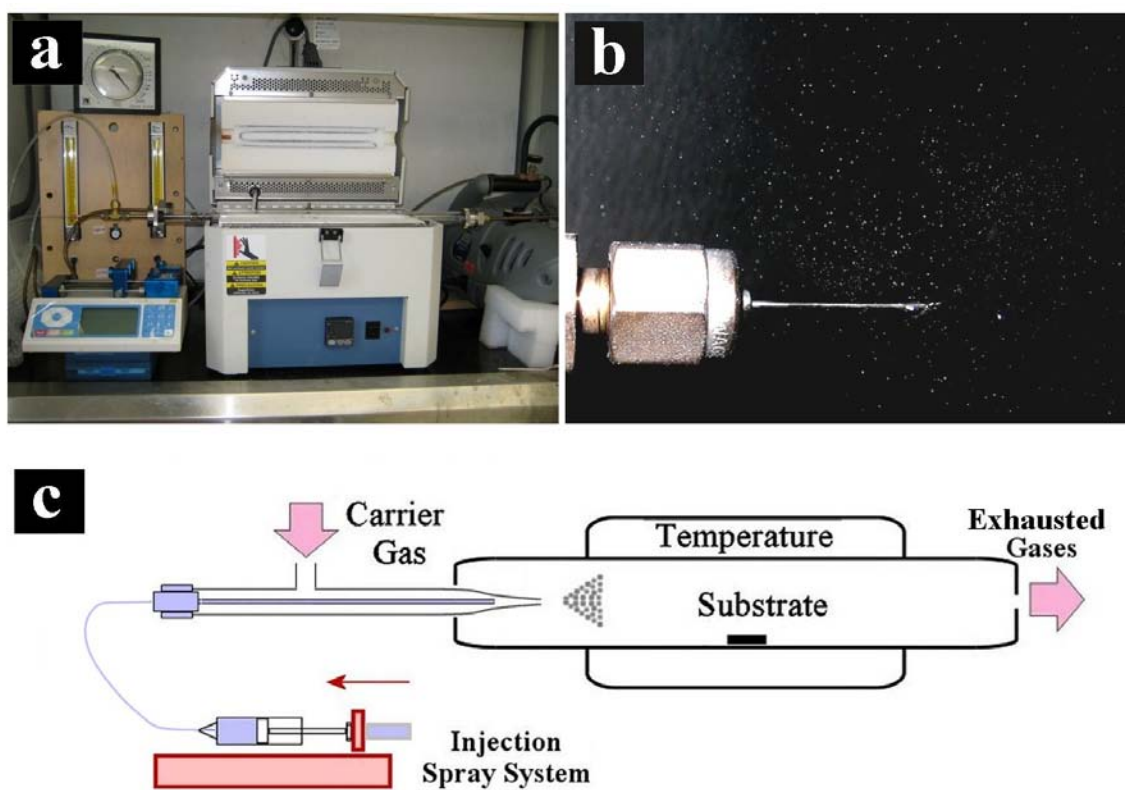 a
b
c
Carrier
Gas
Temperature
Substrate
Exhausted
Gases
Injection
Spray System